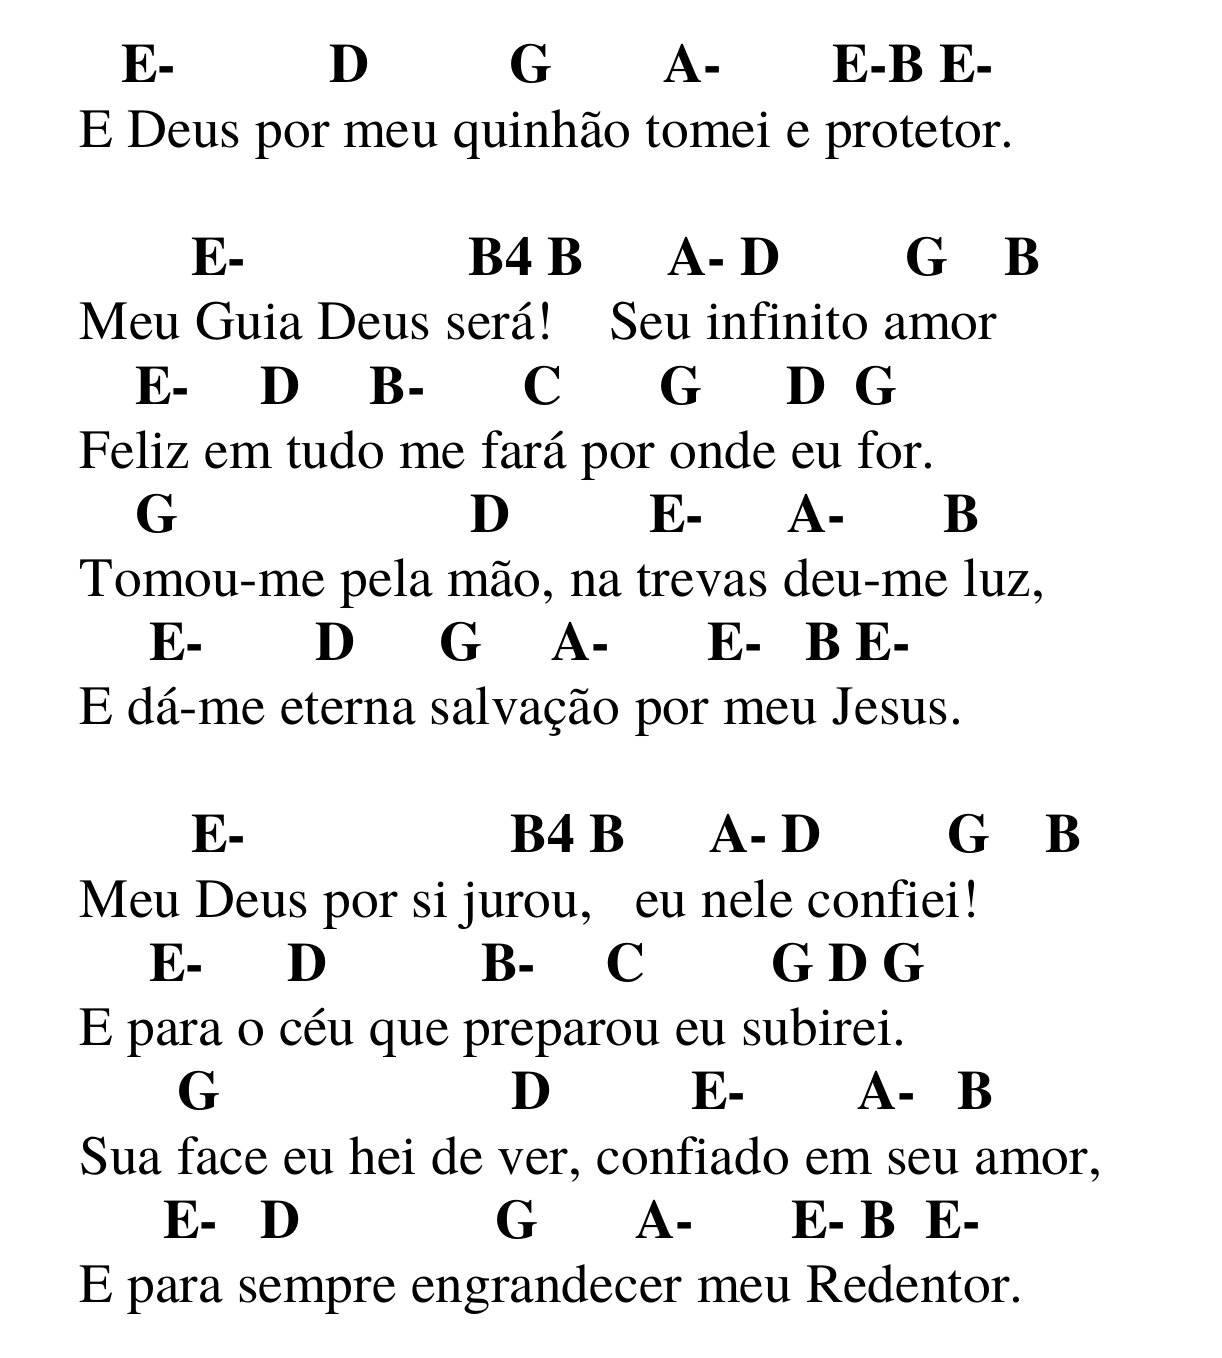 E- D G A- E-B E-
E Deus por meu quinhão tomei e protetor.
E- B4 B A- D G B
Meu Guia Deus será! Seu infinito amor
E- D B- C G D G
Feliz em tudo me fará por onde eu for.
G D E- A- B
Tomou-me pela mão, na trevas deu-me luz,
E- D G A- E- B E-
E dá-me eterna salvação por meu Jesus.
E- B4 B A- D G B
Meu Deus por si jurou, eu nele confiei!
E- D B- C G D G
E para o céu que preparou eu subirei.
G D E- A- B
Sua face eu hei de ver, confiado em seu amor,
E- D G A- E- B E-
E para sempre engrandecer meu Redentor.